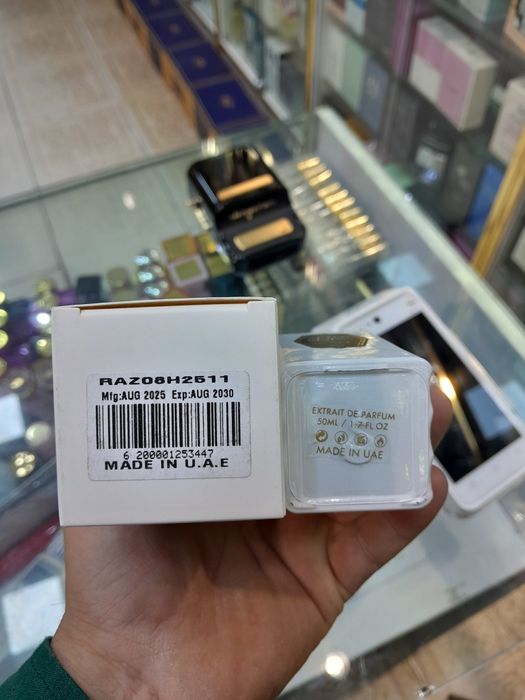 RAZ08H2511
Mfg:AUG 2025 Exp:AUG 2030
6 200001253447
MADE IN U.A.E
EXTRAIT DE PARFUM
50ML / 1.7 FL OZ
MADE IN UAE